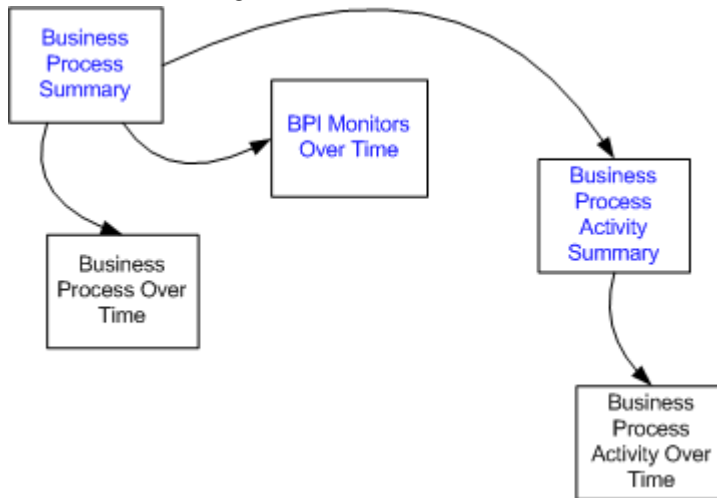 Business
Process
Summary
BPI Monitors
Over Time
Business
Process
Activity
Summary
Business
Process Over
Time
Business
Process
Activity Over
Time